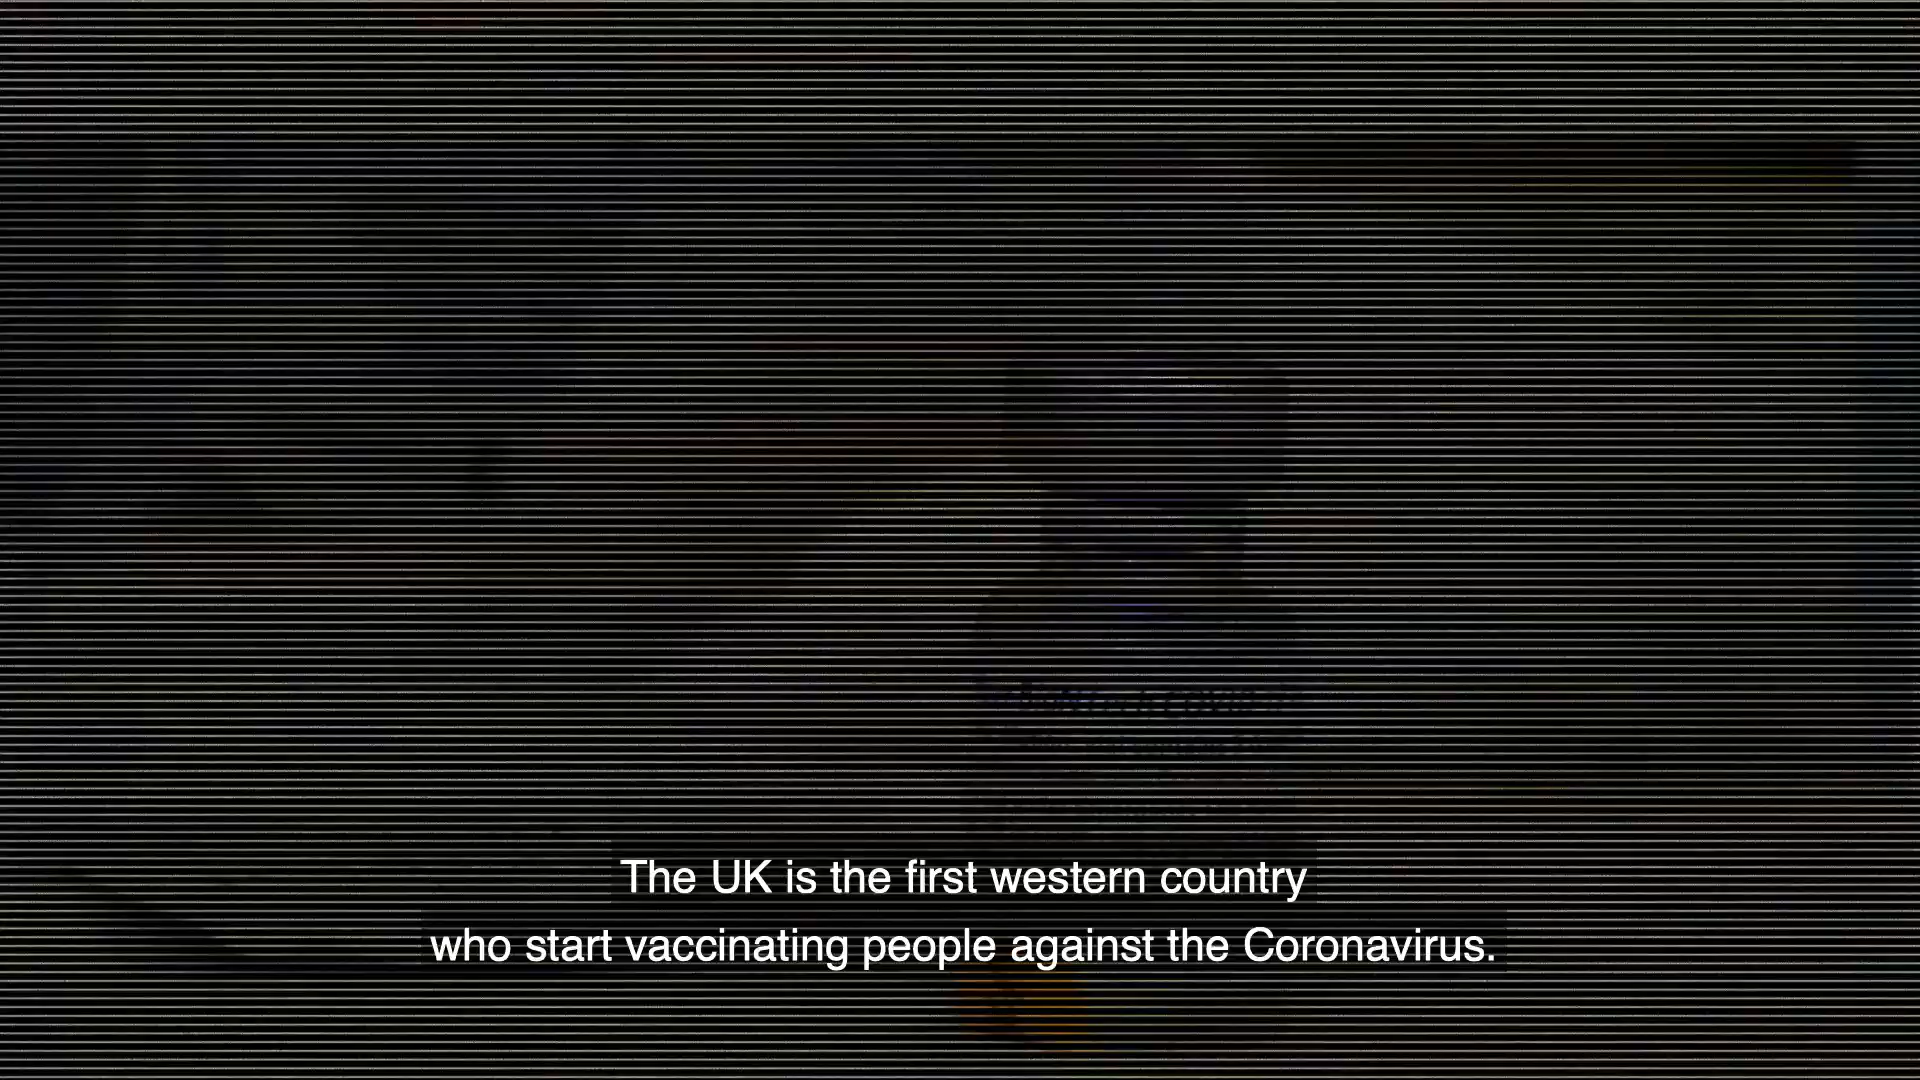 The UK is the first western country
who start vaccinating people against the Coronavirus.